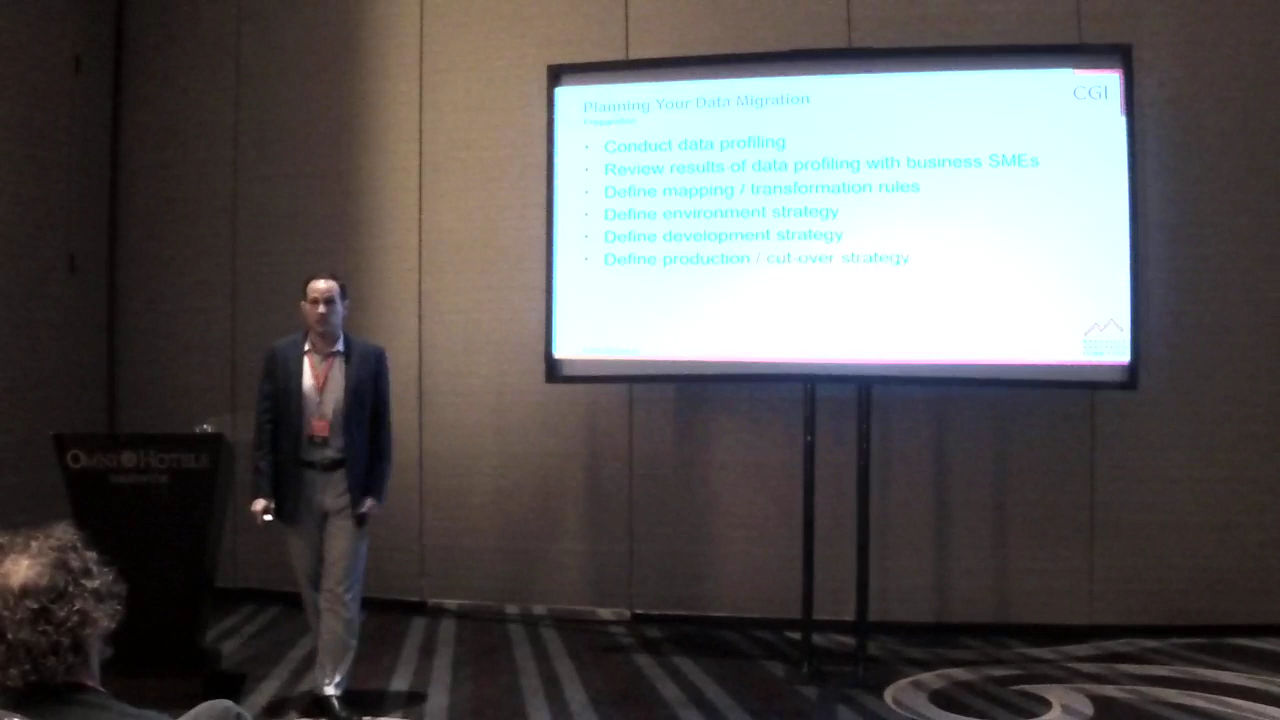 Planning Your Data Migration
CGI
Preparation
· Conduct data profiling
· Review results of data profiling with business SMEs
· Define mapping / transformation rules
· Define environment strategy
· Define development strategy
· Define production / cut-over strategy
OMNI HOTELS